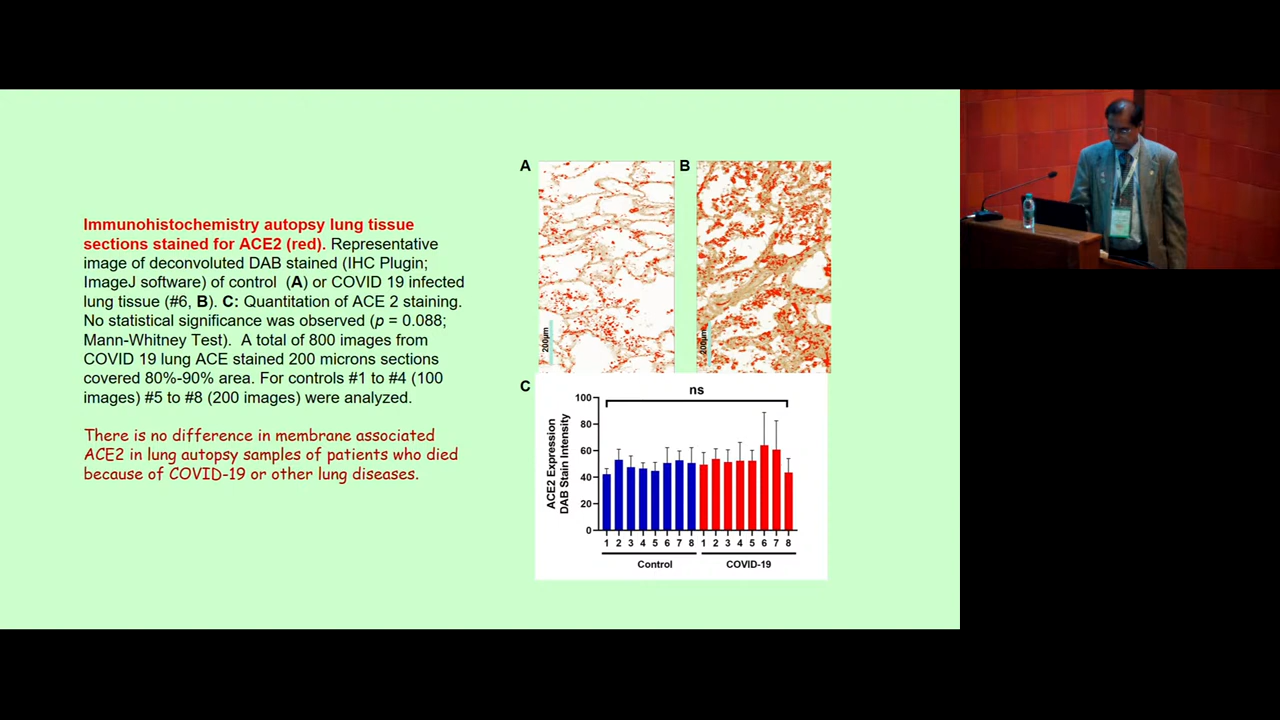 Immunohistochemistry autopsy lung tissue
sections stained for ACE2 (red). Representative
image of deconvoluted DAB stained (IHC Plugin;
ImageJ software) of control (A) or COVID 19 infected
lung tissue (#6, B). C: Quantitation of ACE 2 staining.
No statistical significance was observed (p = 0.088;
Mann-Whitney Test). A total of 800 images from
COVID 19 lung ACE stained 200 microns sections
covered 80%-90% area. For controls #1 to #4 (100
images) #5 to #8 (200 images) were analyzed.
There is no difference in membrane associated
ACE2 in lung autopsy samples of patients who died
because of COVID-19 or other lung diseases.
A
B
200µm
200µm
C
ns
ACE2 Expression
DAB Stain Intensity
100
80
60
40
20
0
1 2 3 4 5 6 7 8 1 2 3 4 5 6 7 8
Control COVID-19